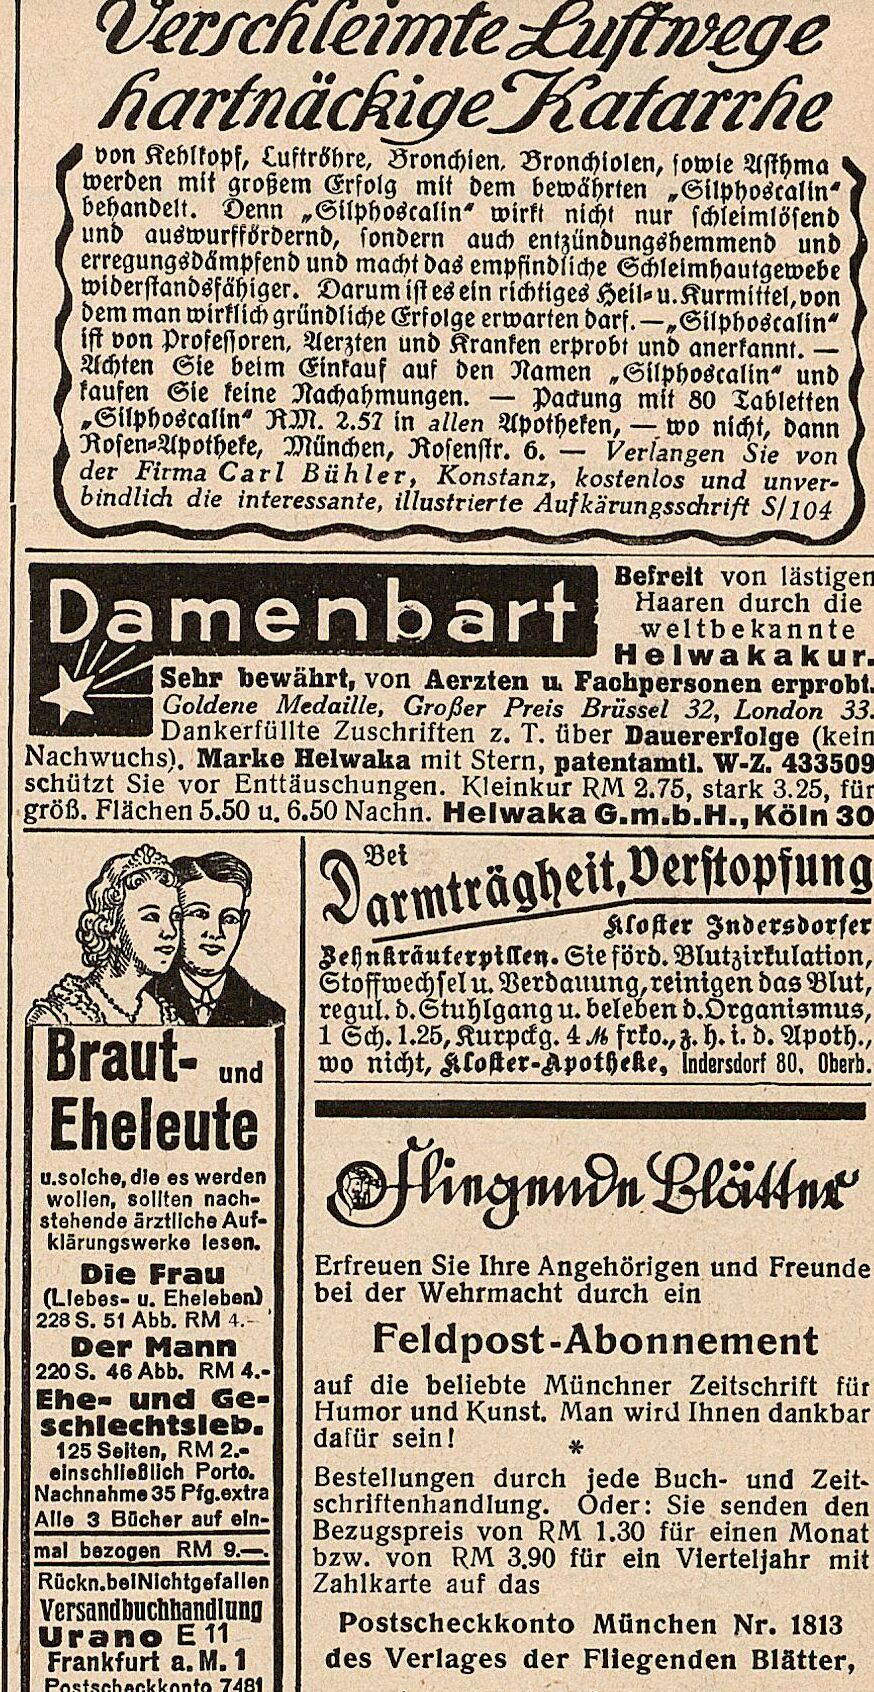 Verschleimte Luftwege
hartnäckige Katarrhe
von Kehlkopf, Luftröhre, Bronchien, Bronchiolen, sowie Asthma
werden mit großem Erfolg mit dem bewährten „Silphoscalin“
behandelt. Denn „Silphoscalin“ wirkt nicht nur schleimlösend
und auswurffördernd, sondern auch entzündungshemmend und
erregungsdämpfend und macht das empfindliche Schleimhautgewebe
widerstandsfähiger. Darum ist es ein richtiges Heil- u. Kurmittel, von
dem man wirklich gründliche Erfolge erwarten darf. — „Silphoscalin“
ist von Professoren, Aerzten und Kranken erprobt und anerkannt. —
Achten Sie beim Einkauf auf den Namen „Silphoscalin“ und
kaufen Sie keine Nachahmungen. — Packung mit 80 Tabletten
„Silphoscalin“ RM. 2.57 in allen Apotheken, — wo nicht, dann
Rosen-Apotheke, München, Rosenstr. 6. — Verlangen Sie von
der Firma Carl Bühler, Konstanz, kostenlos und unver-
bindlich die interessante, illustrierte Aufkärungsschrift S/104
Damenbart
Befreit von lästigen
Haaren durch die
weltbekannte
Helwakakur.
Sehr bewährt, von Aerzten u. Fachpersonen erprobt.
Goldene Medaille, Großer Preis Brüssel 32, London 33.
Dankerfüllte Zuschriften z. T. über Dauererfolge (kein
Nachwuchs). Marke Helwaka mit Stern, patentamtl. W-Z. 433509
schützt Sie vor Enttäuschungen. Kleinkur RM 2.75, stark 3.25, für
größ. Flächen 5.50 u. 6.50 Nachn. Helwaka G.m.b.H., Köln 30
Braut- und
Eheleute
u. solche, die es werden
wollen, sollten nach-
stehende ärztliche Auf-
klärungswerke lesen.
Die Frau
(Liebes- u. Eheleben)
228 S. 51 Abb. RM 4.-
Der Mann
220 S. 46 Abb. RM 4.-
Ehe- und Ge-
schlechtsleb.
125 Seiten, RM 2.-
einschließlich Porto.
Nachnahme 35 Pfg. extra
Alle 3 Bücher auf ein-
mal bezogen RM 9.—.
Rückn. bei Nichtgefallen
Versandbuchhandlung
Urano E 11
Frankfurt a. M. 1
Postscheckkonto 7481
Bei
Darmträgheit, Verstopfung
Kloster Indersdorfer
Zehnkräuterpillen. Sie förd. Blutzirkulation,
Stoffwechsel u. Verdauung, reinigen das Blut,
regul. d. Stuhlgang u. beleben d. Organismus,
1 Sch. 1.25, Kurpckg. 4 M frko., z. h. i. d. Apoth.,
wo nicht, Kloster-Apotheke, Indersdorf 80, Oberb.
Fliegende Blätter
Erfreuen Sie Ihre Angehörigen und Freunde
bei der Wehrmacht durch ein
Feldpost-Abonnement
auf die beliebte Münchner Zeitschrift für
Humor und Kunst. Man wird Ihnen dankbar
dafür sein!
*
Bestellungen durch jede Buch- und Zeit-
schriftenhandlung. Oder: Sie senden den
Bezugspreis von RM 1.30 für einen Monat
bzw. von RM 3.90 für ein Vierteljahr mit
Zahlkarte auf das
Postscheckkonto München Nr. 1813
des Verlages der Fliegenden Blätter,